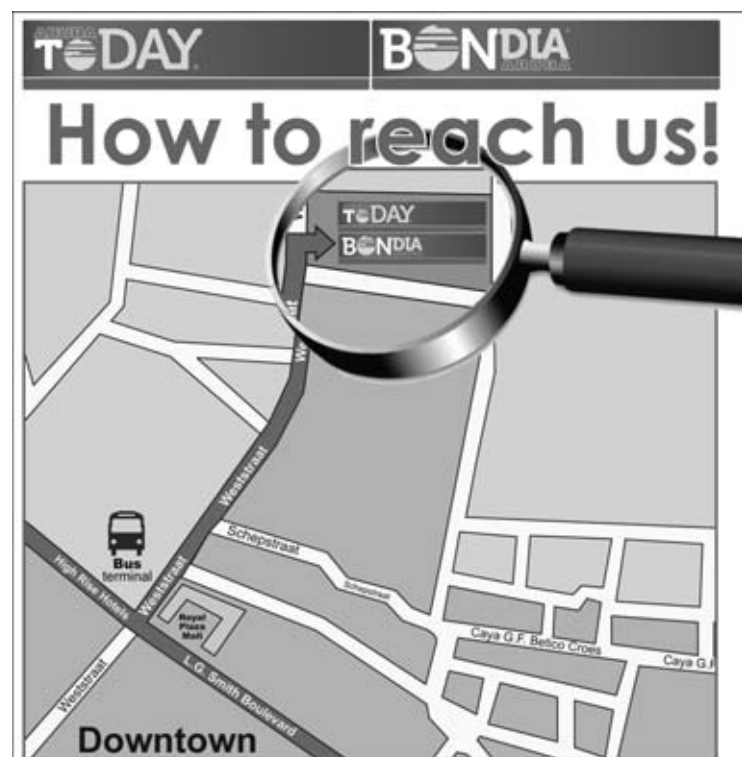 ARUBA
TODAY
BONDIA
ARUBA
How to reach us!
TODAY
BONDIA
Weststraat
Schepstraat
Schepstraat
Bus
terminal
High Rise Hotels
Weststraat
Royal
Plaza
Mall
Caya G.F. Betico Croes
Caya G.F
Weststraat
L.G. Smith Boulevard
Downtown